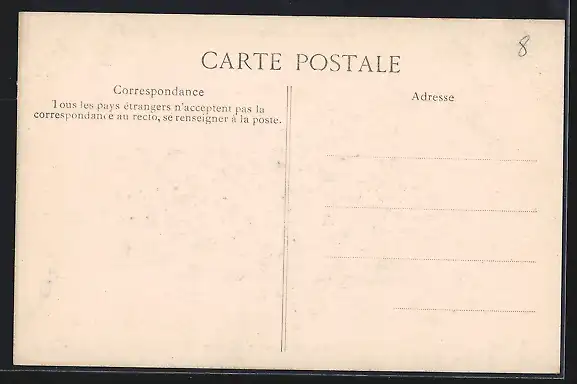 8
CARTE POSTALE
Correspondance
Tous les pays étrangers n'acceptent pas la
correspondance au recto, se renseigner à la poste.
Adresse